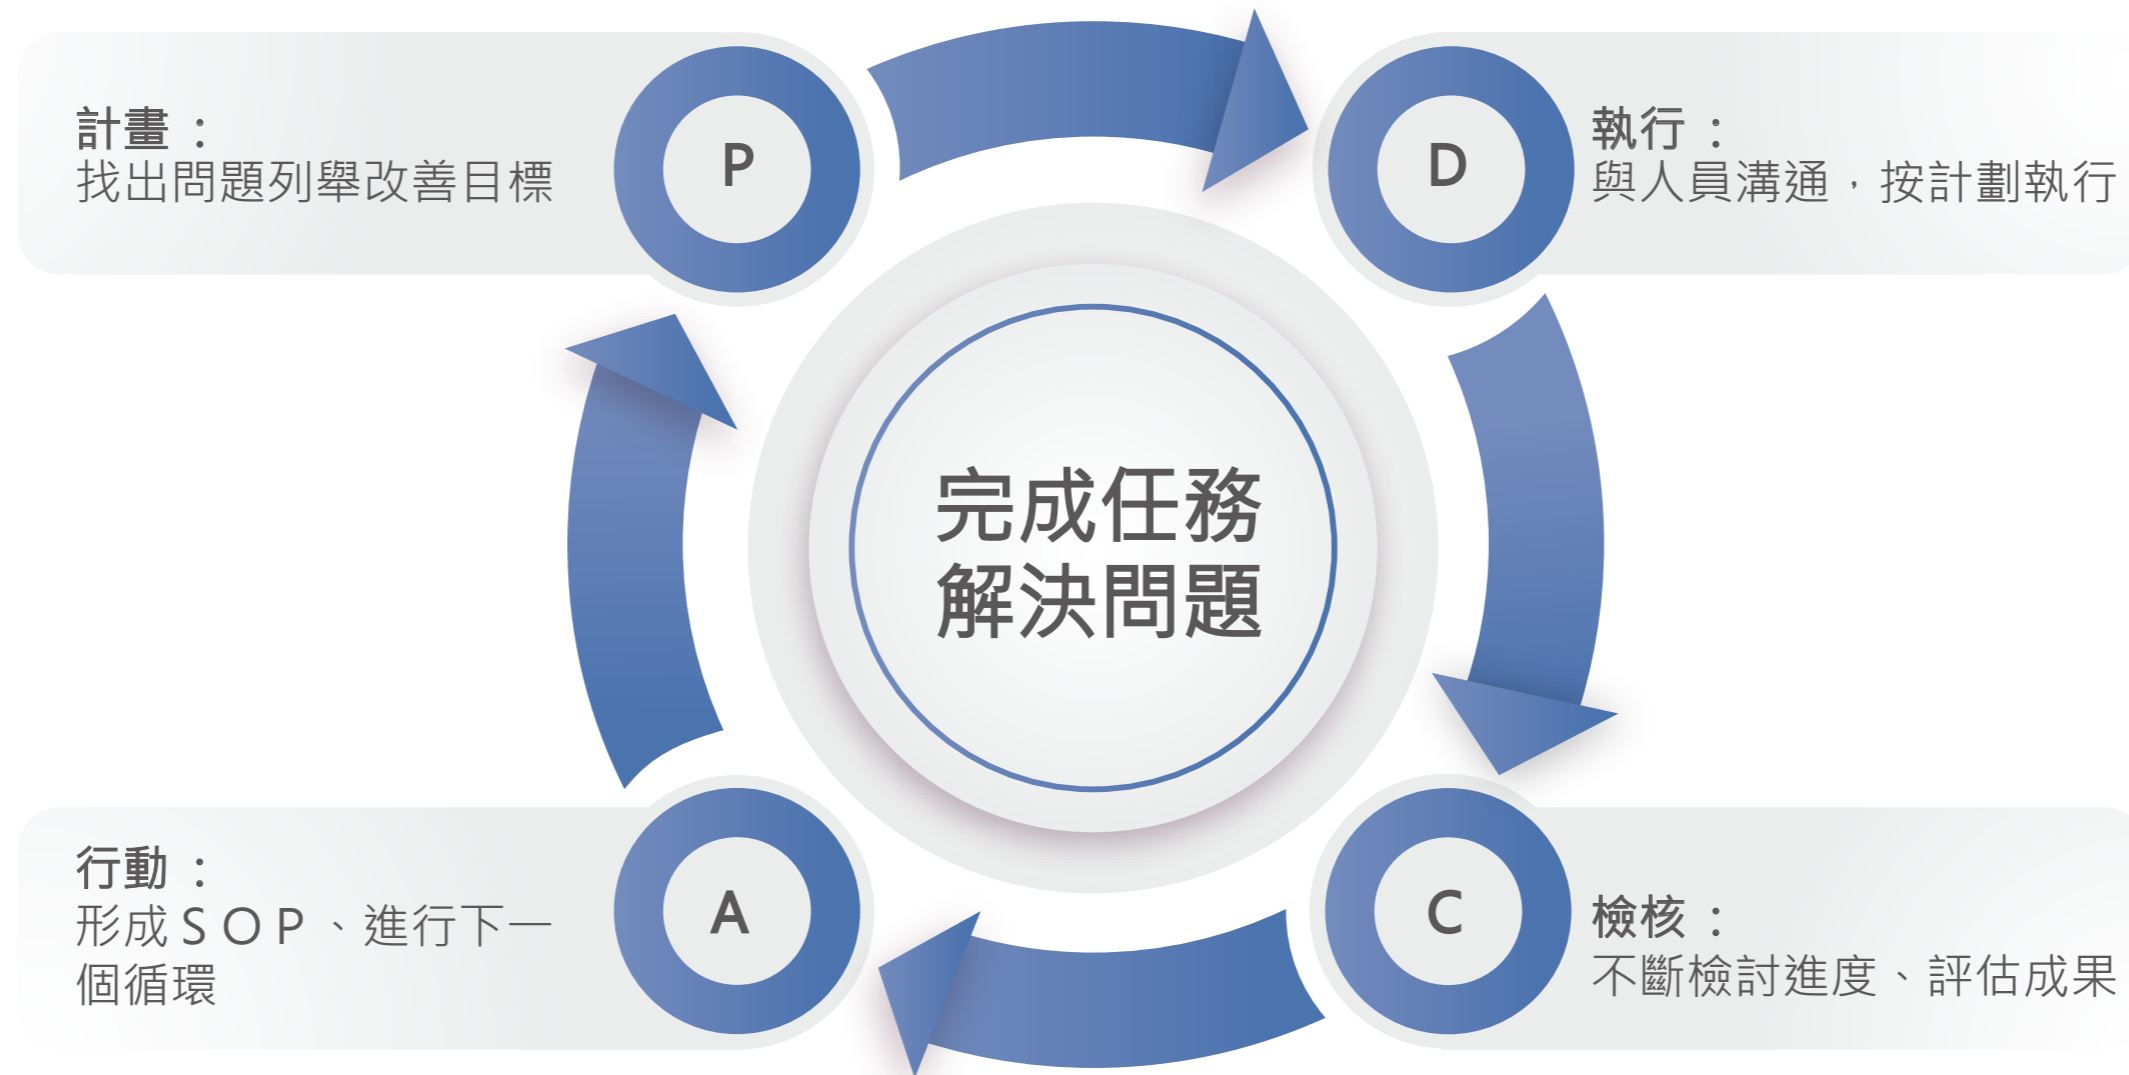 計畫：
找出問題列舉改善目標
P
D
執行：
與人員溝通，按計劃執行
完成任務
解決問題
行動：
形成SOP、進行下一
個循環
A
C
檢核：
不斷檢討進度、評估成果